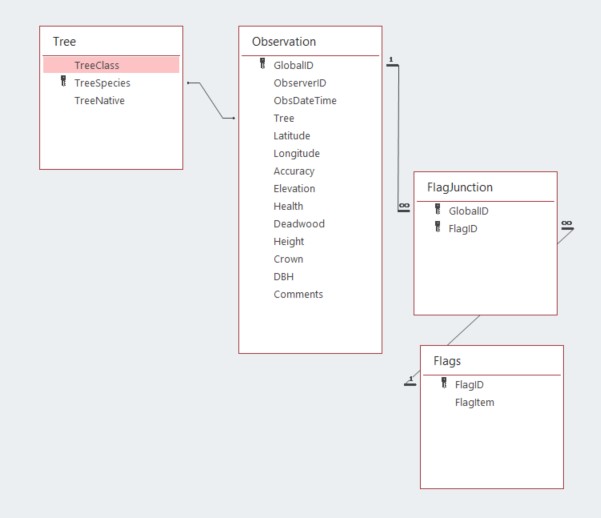 Tree
TreeClass
TreeSpecies
TreeNative
Observation
GlobalID
ObserverID
ObsDateTime
Tree
Latitude
Longitude
Accuracy
Elevation
Health
Deadwood
Height
Crown
DBH
Comments
1
∞
FlagJunction
GlobalID
FlagID
∞
1
Flags
FlagID
FlagItem